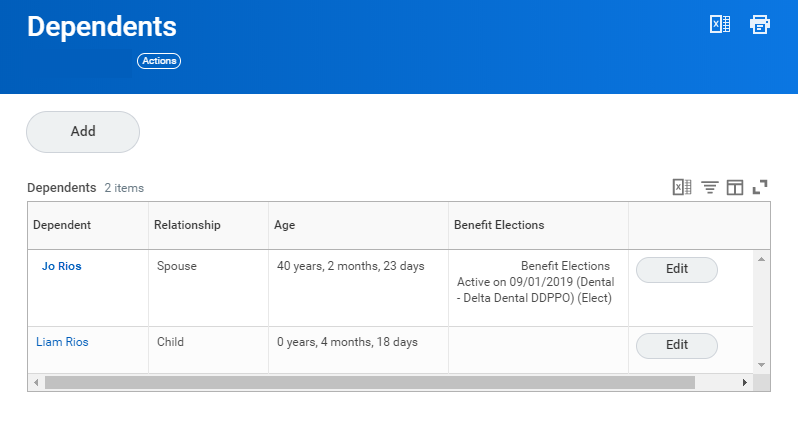 Dependents
Actions
Add
Dependents 2 items
Dependent Relationship Age Benefit Elections
Jo Rios Spouse 40 years, 2 months, 23 days Benefit Elections Edit
Active on 09/01/2019 (Dental
- Delta Dental DDPPO) (Elect)
Liam Rios Child 0 years, 4 months, 18 days Edit